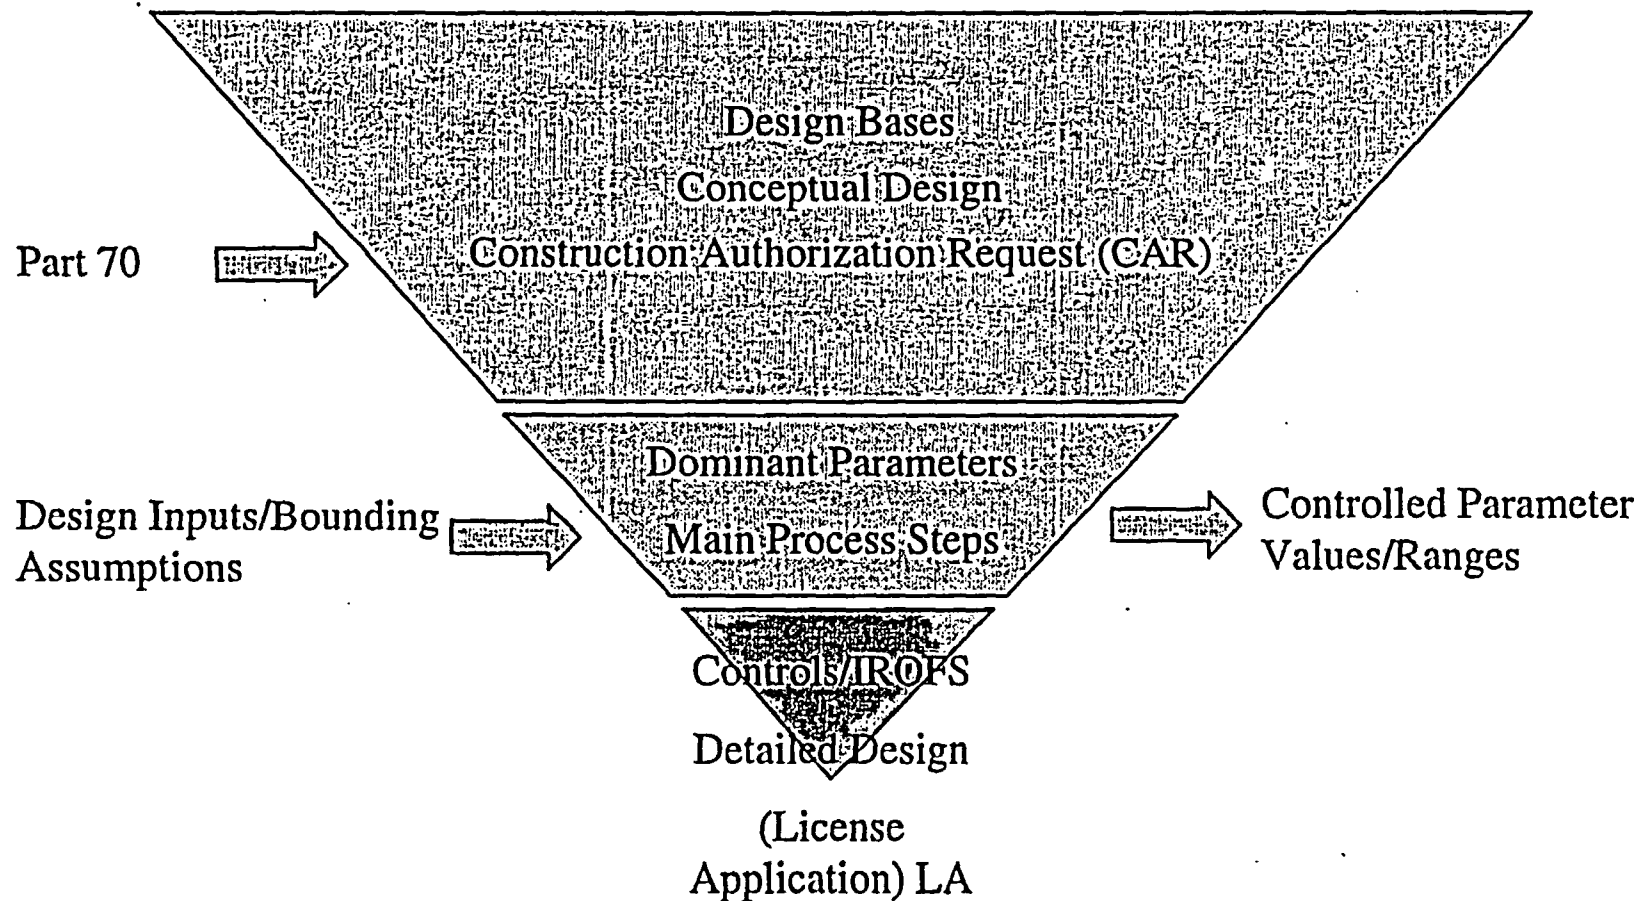 Design Bases
Conceptual Design
Construction Authorization Request (CAR)
Part 70
Dominant Parameters
Main Process Steps
Design Inputs/Bounding
Assumptions
Controlled Parameter
Values/Ranges
Controls/IROFS
Detailed Design
(License
Application) LA